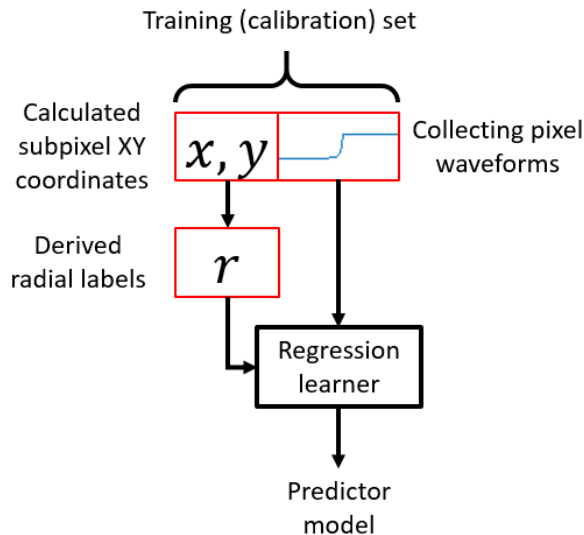 Training (calibration) set
Calculated
subpixel XY
coordinates
x, y
Collecting pixel
waveforms
Derived
radial labels
r
Regression
learner
Predictor
model